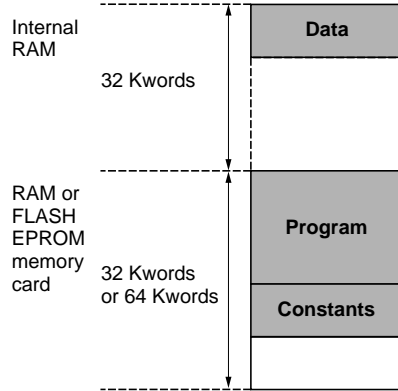 Internal
RAM
Data
32 Kwords
RAM or
FLASH
EPROM
memory
card
32 Kwords
or 64 Kwords
Program
Constants